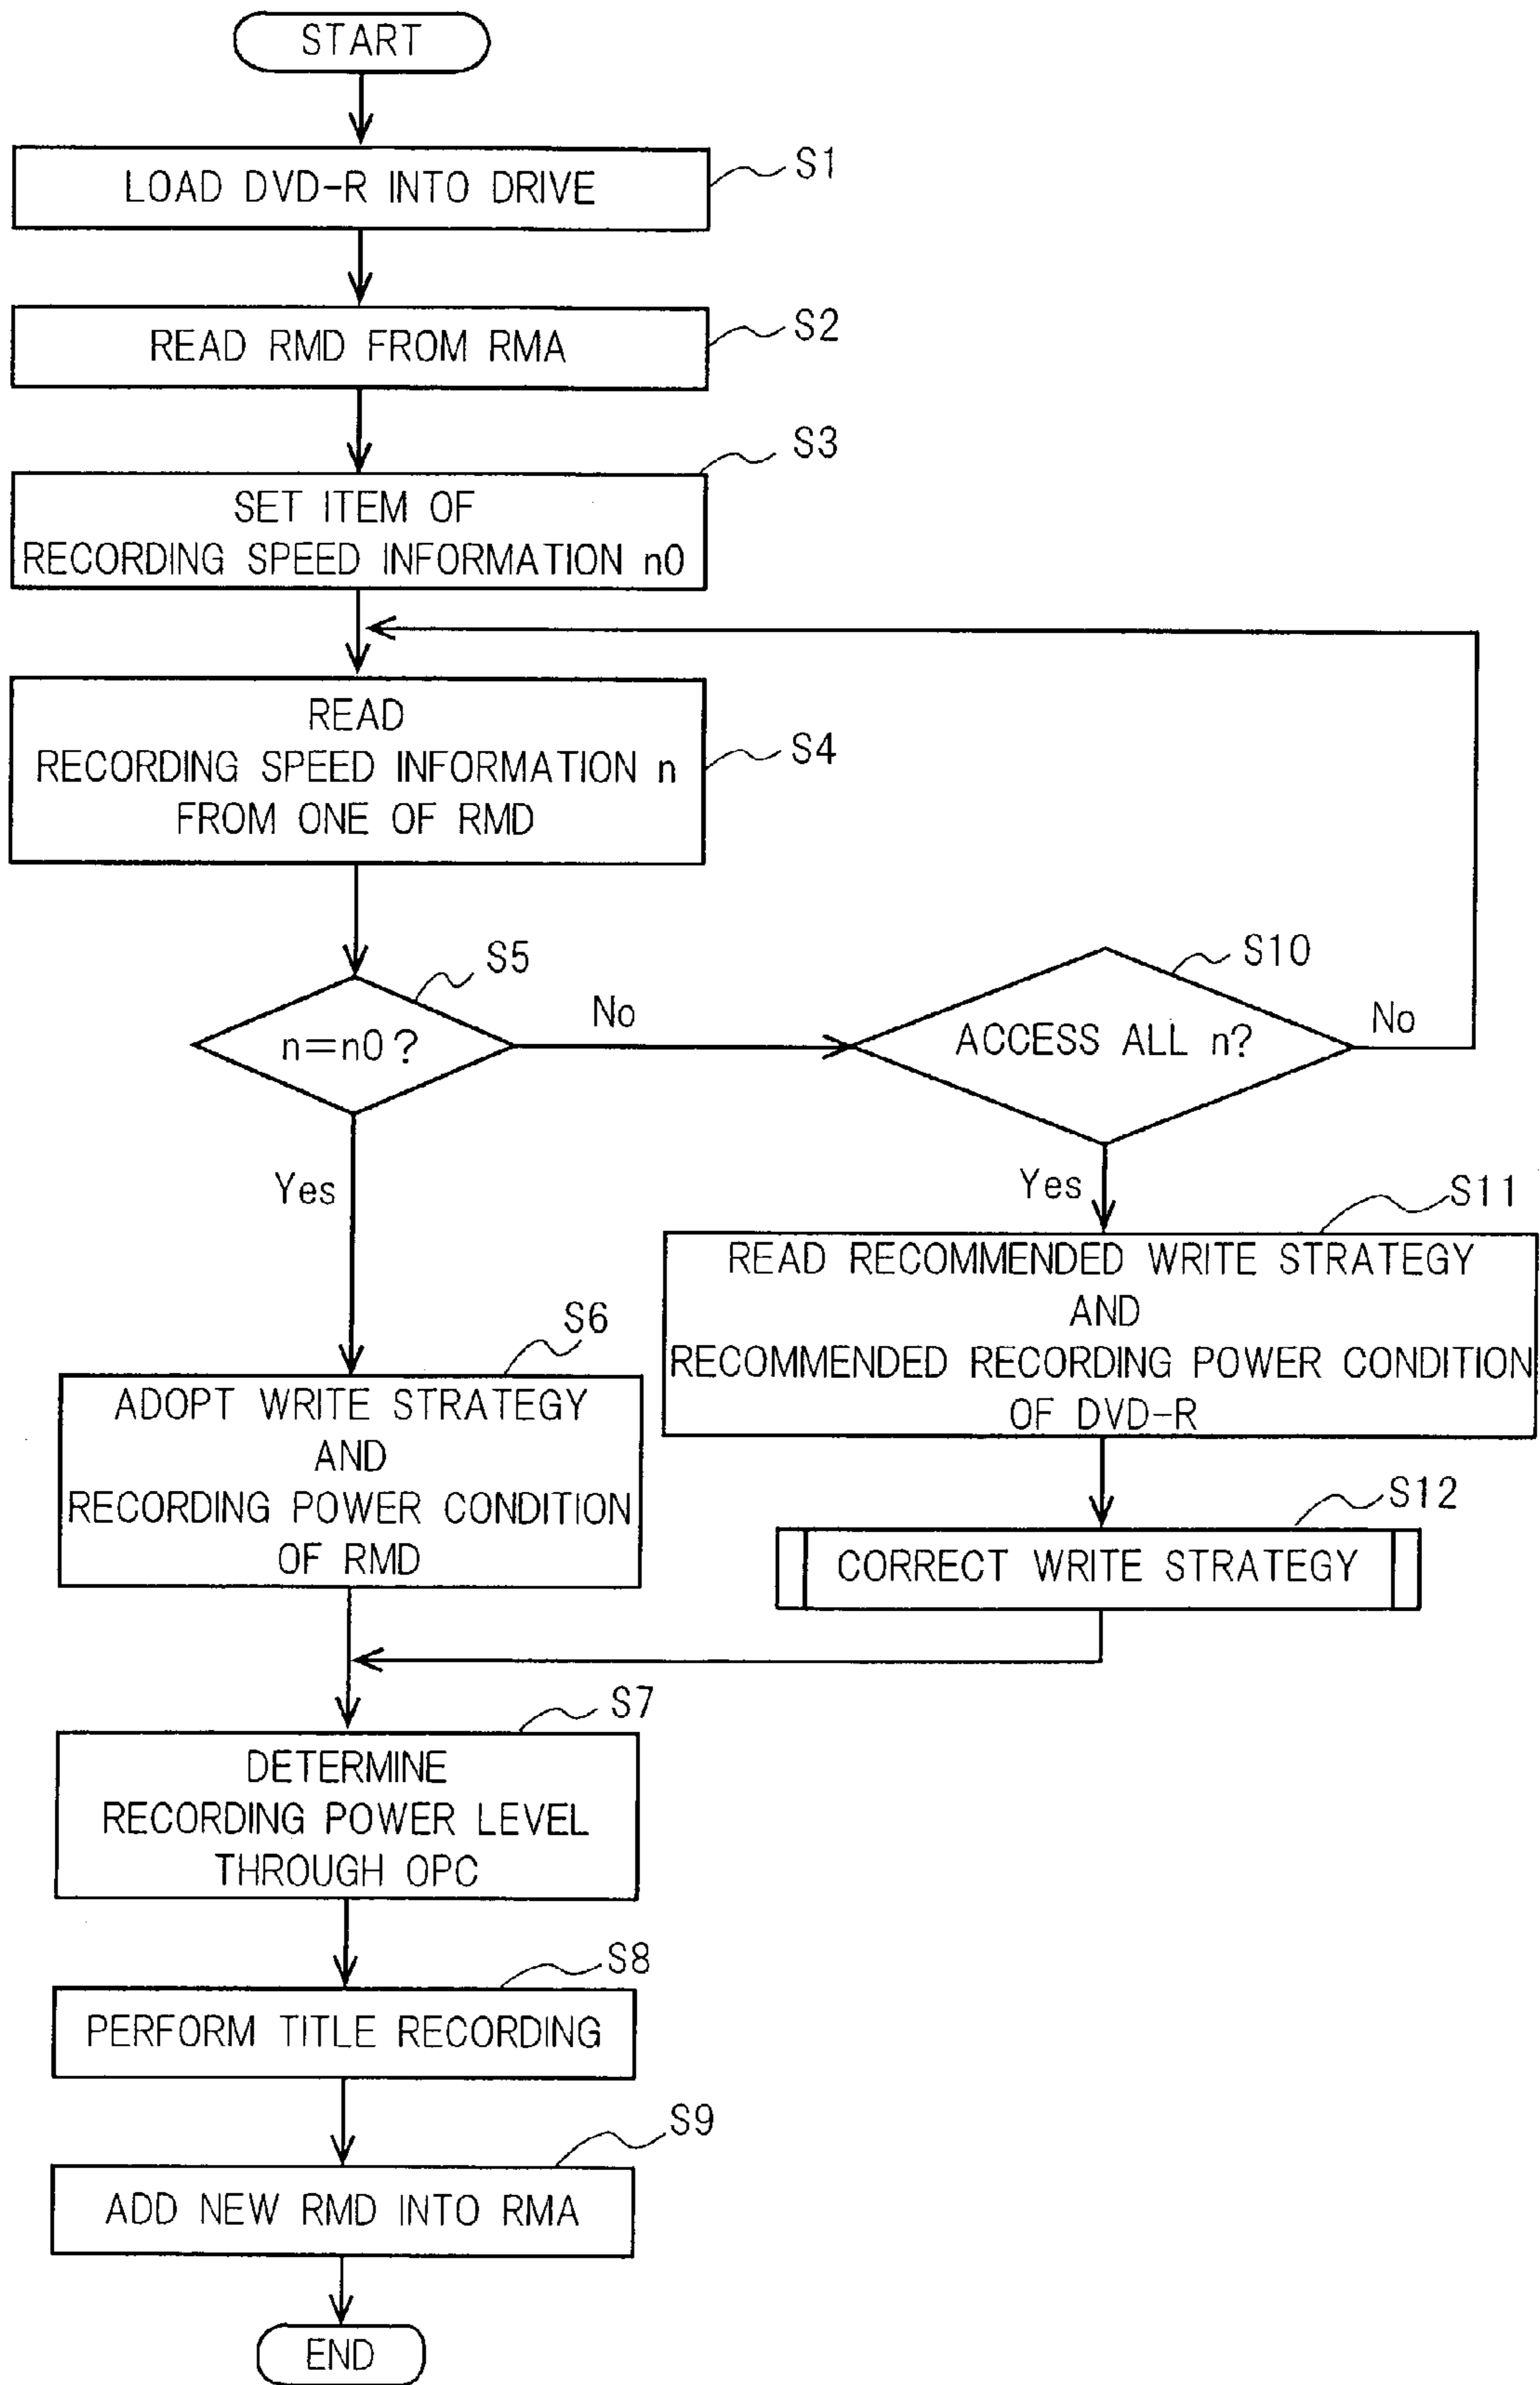 START
LOAD DVD-R INTO DRIVE
S1
READ RMD FROM RMA
S2
S3
SET ITEM OF
RECORDING SPEED INFORMATION n0
READ
RECORDING SPEED INFORMATION n
FROM ONE OF RMD
S4
S5
n=n0?
No
S10
ACCESS ALL n?
No
Yes
Yes
S11
READ RECOMMENDED WRITE STRATEGY
AND
RECOMMENDED RECORDING POWER CONDITION
OF DVD-R
S6
ADOPT WRITE STRATEGY
AND
RECORDING POWER CONDITION
OF RMD
S12
CORRECT WRITE STRATEGY
S7
DETERMINE
RECORDING POWER LEVEL
THROUGH OPC
S8
PERFORM TITLE RECORDING
S9
ADD NEW RMD INTO RMA
END